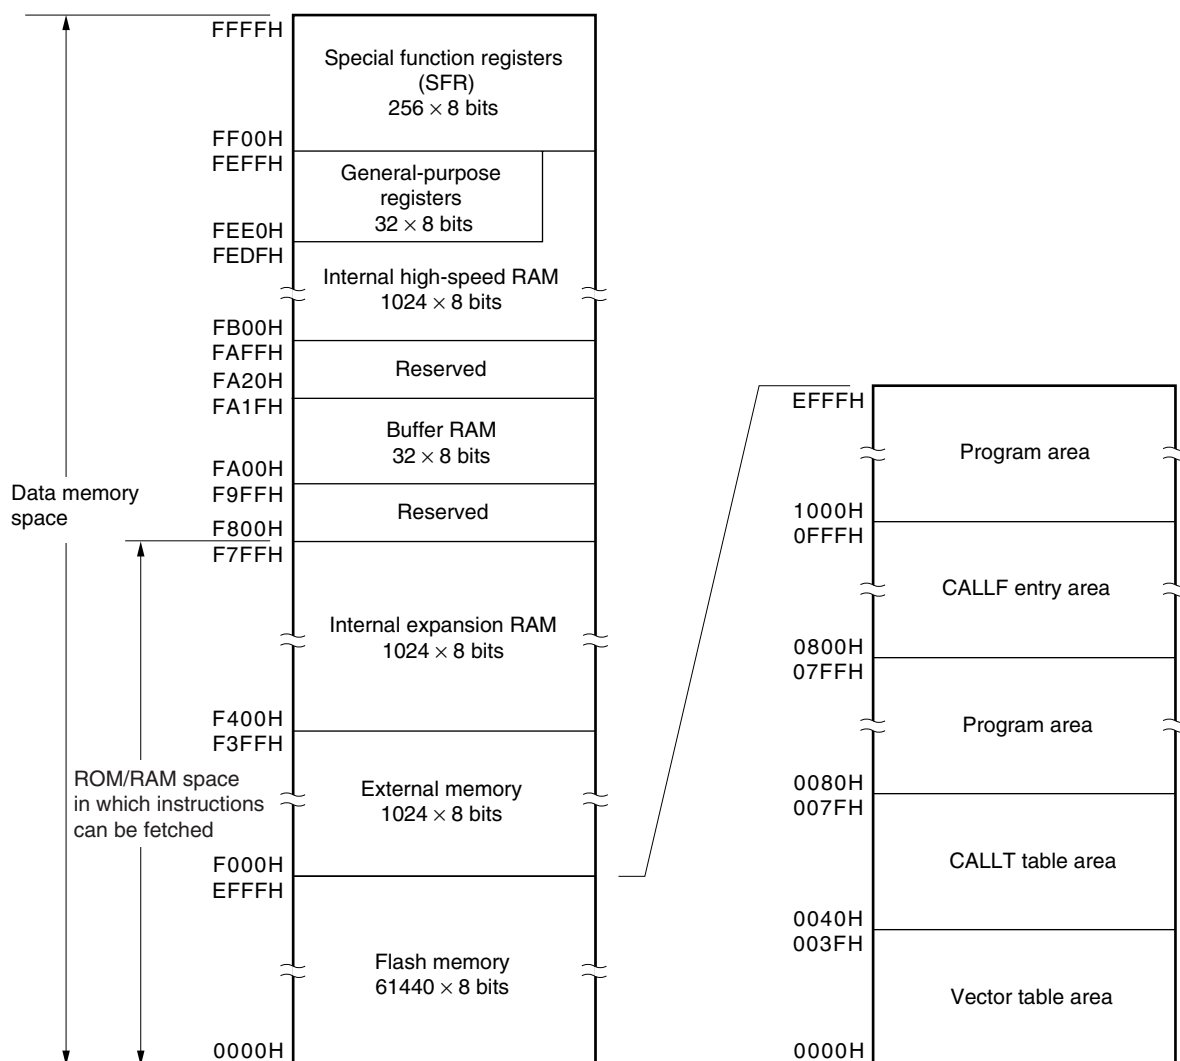 FFFFH
Special function registers
(SFR)
256 × 8 bits
FF00H
FEFFH
General-purpose
registers
32 × 8 bits
FEE0H
FEDFH
Internal high-speed RAM
1024 × 8 bits
FB00H
FAFFH
Reserved
FA20H
FA1FH
Buffer RAM
32 × 8 bits
FA00H
F9FFH
Reserved
F800H
F7FFH
Data memory
space
Internal expansion RAM
1024 × 8 bits
F400H
F3FFH
ROM/RAM space
in which instructions
can be fetched
External memory
1024 × 8 bits
F000H
EFFFH
Flash memory
61440 × 8 bits
0000H
EFFFH
Program area
1000H
0FFFH
CALLF entry area
0800H
07FFH
Program area
0080H
007FH
CALLT table area
0040H
003FH
Vector table area
0000H